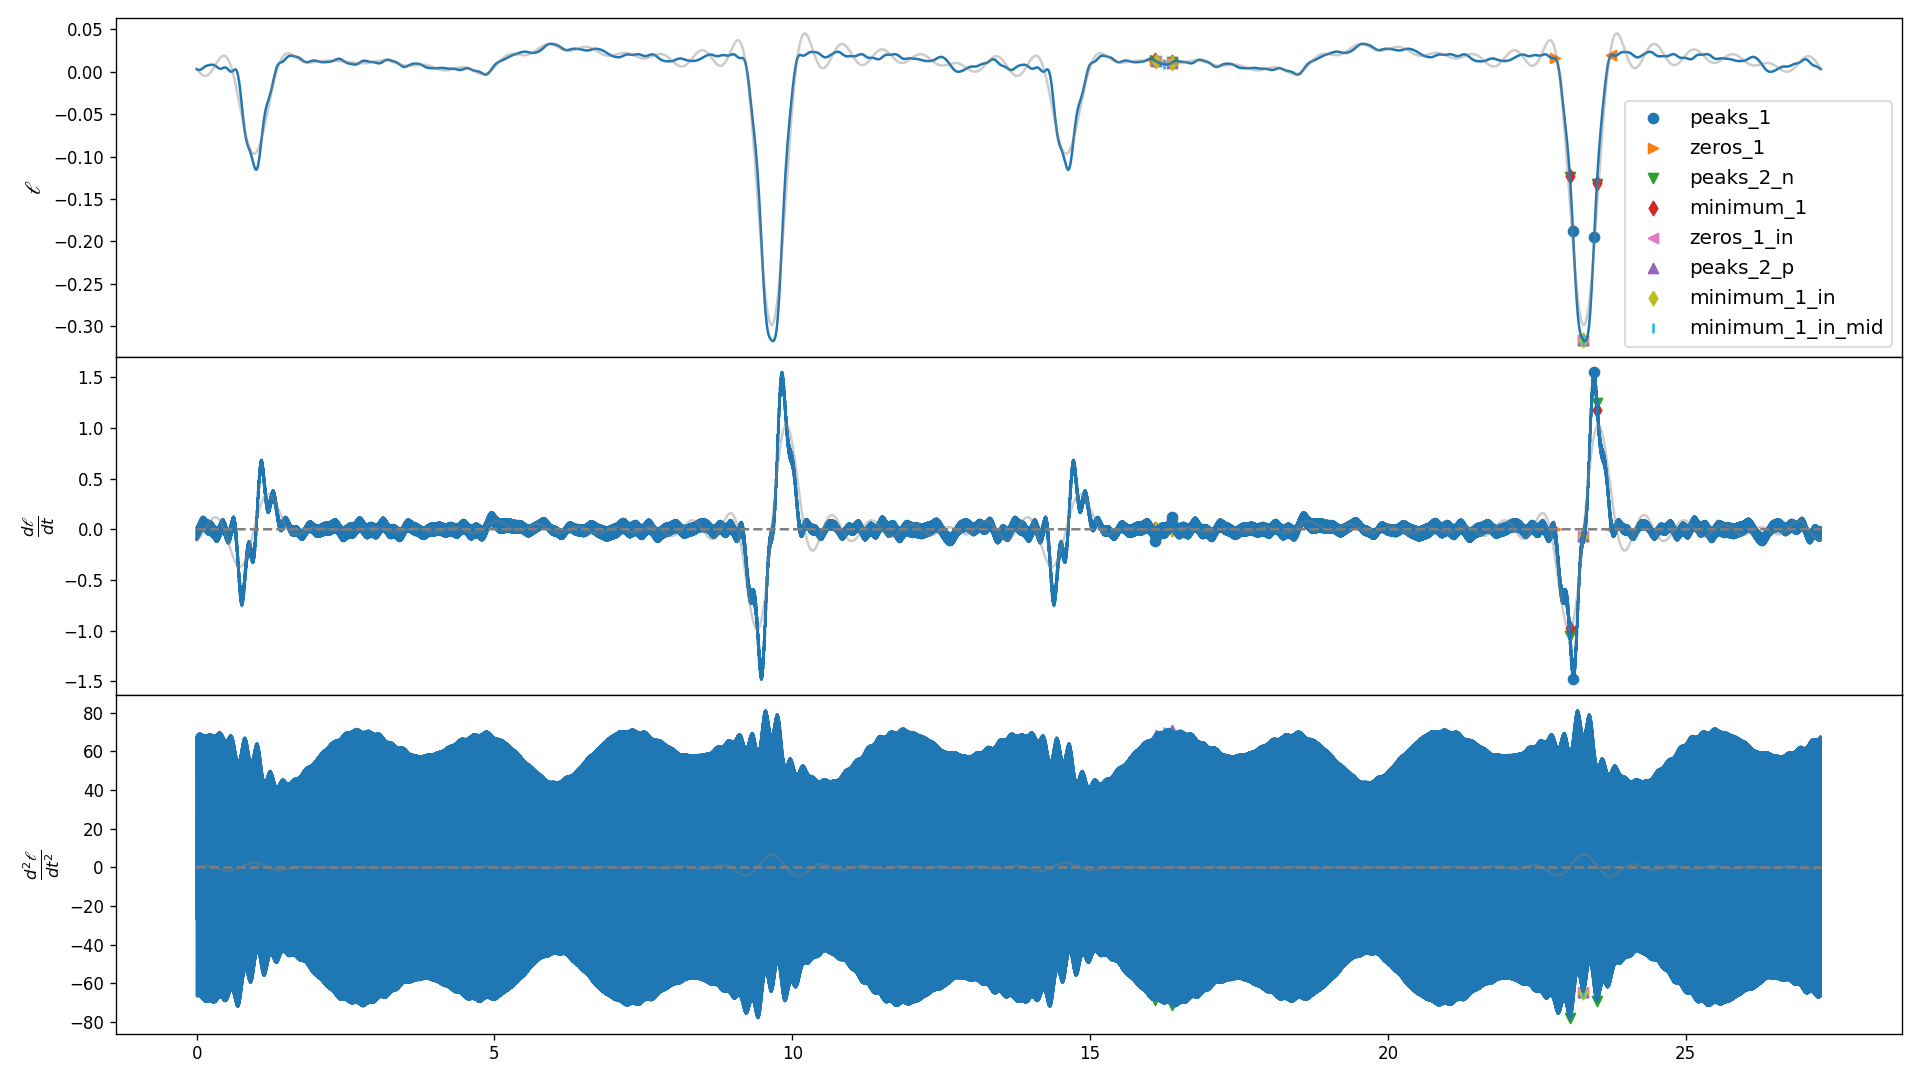 0.05
0.00
−0.05
−0.10
−0.15
−0.20
−0.25
−0.30
ℓ
peaks_1
zeros_1
peaks_2_n
minimum_1
zeros_1_in
peaks_2_p
minimum_1_in
minimum_1_in_mid
1.5
1.0
0.5
0.0
−0.5
−1.0
−1.5
dℓ
dt
80
60
40
20
0
−20
−40
−60
−80
d²ℓ
dt²
0 5 10 15 20 25